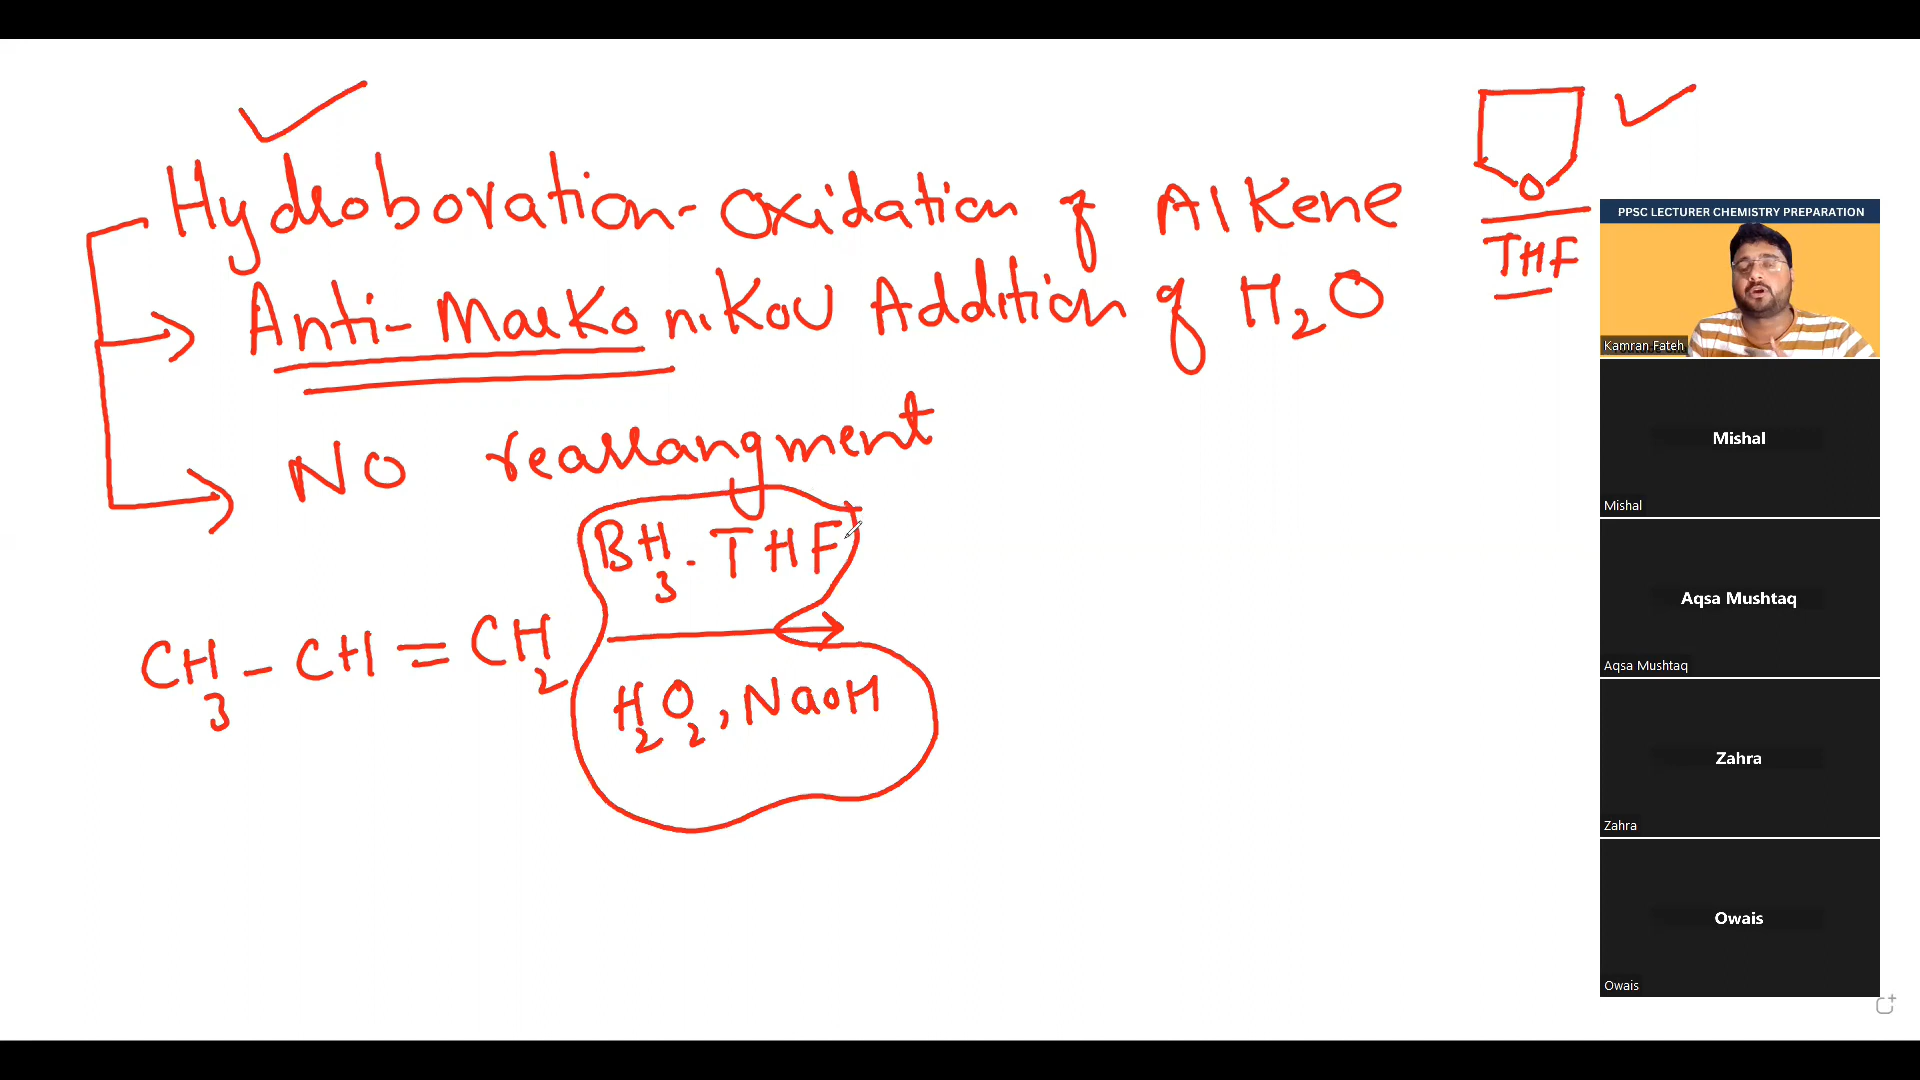 Hydroboration-Oxidation of Alkene
Anti-Markonikov Addition of H2O
NO rearrangment
BH3.THF
CH3-CH=CH2
H2O2,NaOH
O
THF
PPSC LECTURER CHEMISTRY PREPARATION
Kamran Fateh
Mishal
Mishal
Aqsa Mushtaq
Aqsa Mushtaq
Zahra
Zahra
Owais
Owais